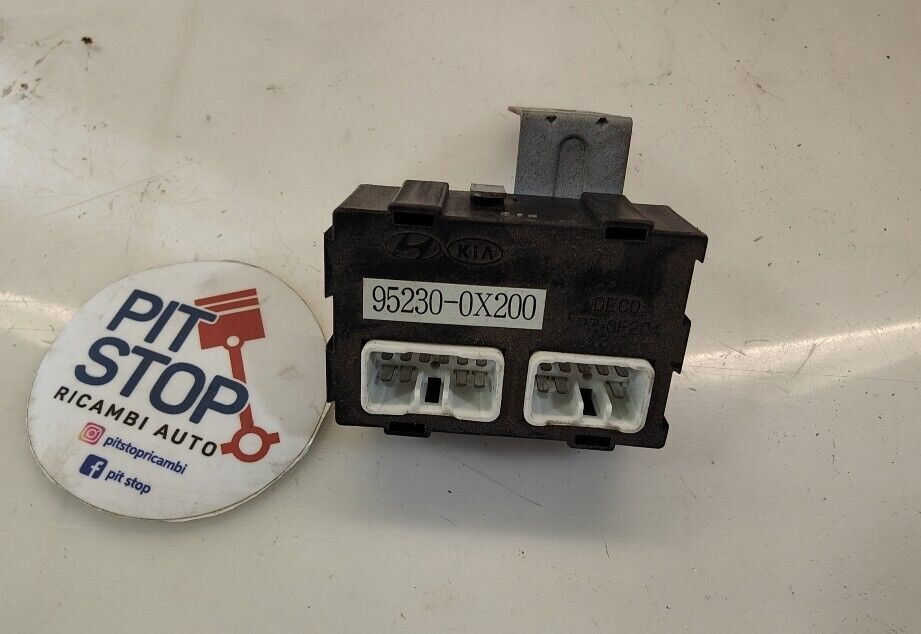 PIT
STOP
RICAMBI AUTO
pitstopricambi
pit stop
KIA
95230-0X200